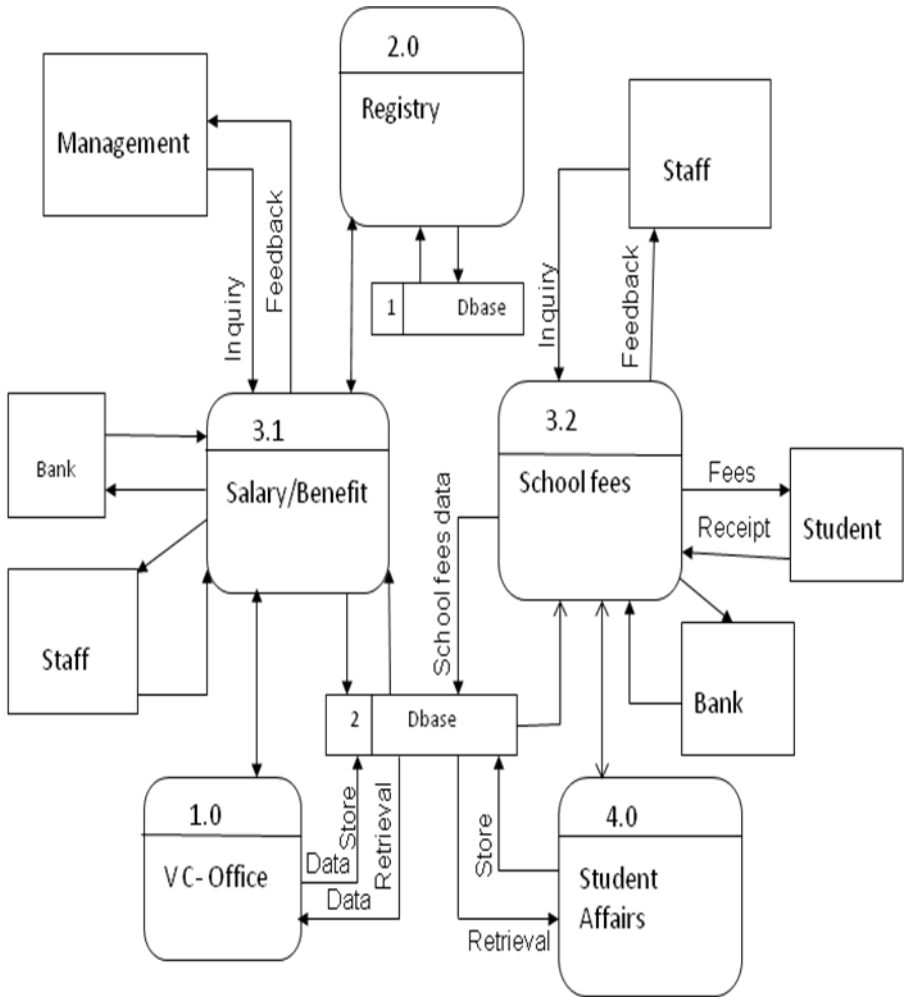 2.0
Registry
Management
Staff
Inquiry
Feedback
1 Dbase
Inquiry
Feedback
3.1
Salary/Benefit
3.2
School fees
Bank
Fees
Receipt
Student
School fees data
Staff
Bank
2 Dbase
1.0
VC- Office
Data
Store
Data
Retrieval
Store
Retrieval
4.0
Student
Affairs